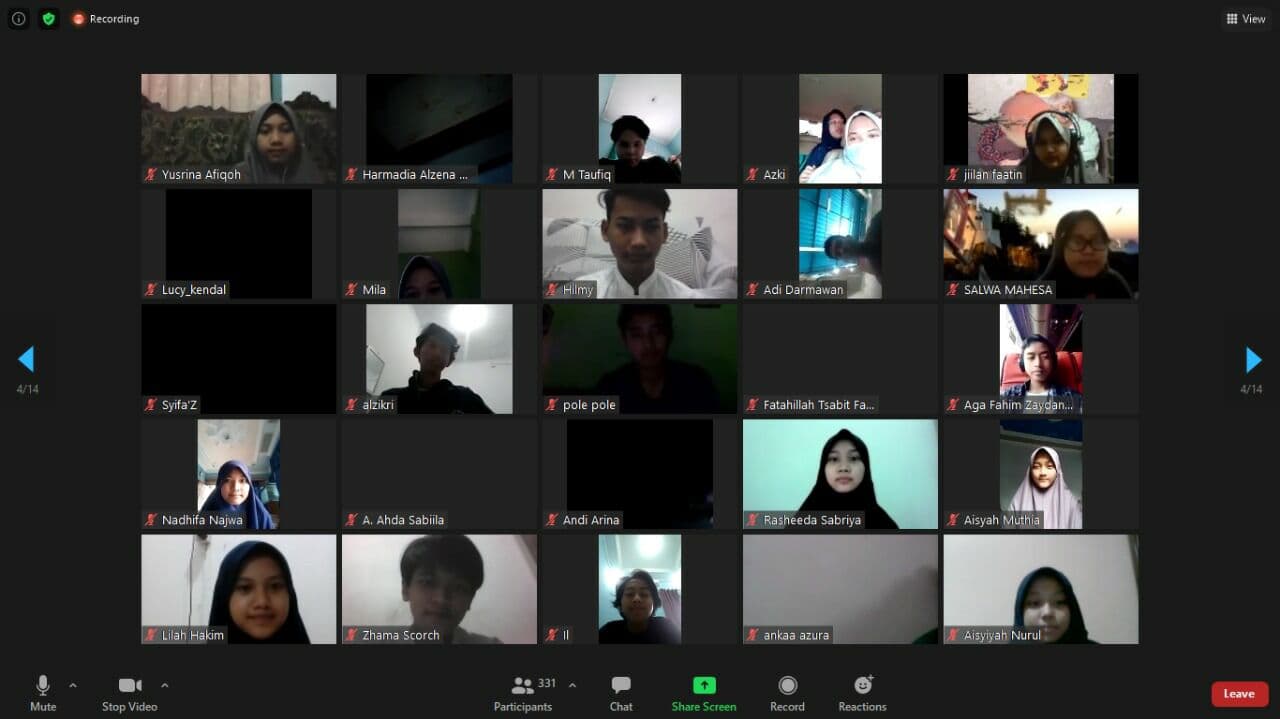 Recording
View
Yusrina Afiqoh
Harmadia Alzena ...
M Taufiq
Azki
jiilan faatin
Lucy_kendal
Mila
Hilmy
Adi Darmawan
SALWA MAHESA
Syifa'Z
alzikri
pole pole
Fatahillah Tsabit Fa...
Aga Fahim Zaydan...
4/14
4/14
Nadhifa Najwa
A. Ahda Sabiila
Andi Arina
Rasheeda Sabriya
Aisyah Muthia
Lilah Hakim
Zhama Scorch
Il
ankaa azura
Aisyiyah Nurul
Mute
Stop Video
331
Participants
Chat
Share Screen
Record
Reactions
Leave